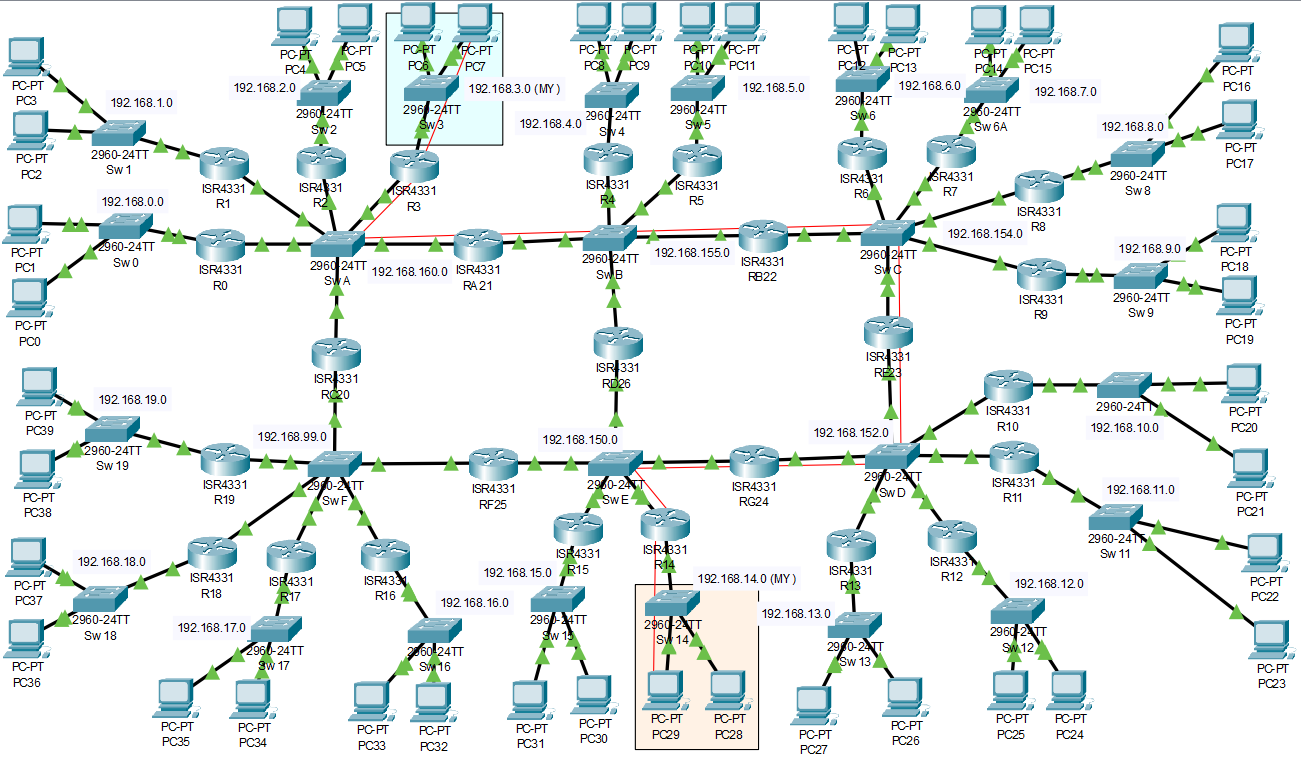 PC-PT
PC3
PC-PT
PC2
192.168.1.0
2960-24TT
Sw 1
ISR4331
R1
PC-PT
PC4
PC-PT
PC5
192.168.2.0
2960-24TT
Sw 2
ISR4331
R2
PC-PT
PC6
PC-PT
PC7
192.168.3.0 (MY)
2960-24TT
Sw 3
ISR4331
R3
PC-PT
PC8
PC-PT
PC9
192.168.4.0
2960-24TT
Sw 4
ISR4331
R4
PC-PT
PC10
PC-PT
PC11
192.168.5.0
2960-24TT
Sw 5
ISR4331
R5
PC-PT
PC12
PC-PT
PC13
192.168.6.0
2960-24TT
Sw 6
ISR4331
R6
PC-PT
PC14
PC-PT
PC15
192.168.7.0
2960-24TT
Sw 6A
ISR4331
R7
PC-PT
PC16
PC-PT
PC17
192.168.8.0
2960-24TT
Sw 8
ISR4331
R8
PC-PT
PC1
PC-PT
PC0
192.168.0.0
2960-24TT
Sw 0
ISR4331
R0
2960-24TT
Sw A
192.168.160.0
ISR4331
RA21
2960-24TT
Sw B
192.168.155.0
ISR4331
RB22
2960-24TT
Sw C
192.168.154.0
PC-PT
PC18
PC-PT
PC19
192.168.9.0
2960-24TT
Sw 9
ISR4331
R9
ISR4331
RC20
ISR4331
RD26
ISR4331
RE23
PC-PT
PC39
PC-PT
PC38
192.168.19.0
2960-24TT
Sw 19
ISR4331
R19
192.168.99.0
2960-24TT
Sw F
ISR4331
RF25
192.168.150.0
2960-24TT
Sw E
ISR4331
RG24
192.168.152.0
2960-24TT
Sw D
ISR4331
R10
2960-24TT
192.168.10.0
PC-PT
PC20
PC-PT
PC21
ISR4331
R11
192.168.11.0
2960-24TT
Sw 11
PC-PT
PC22
PC-PT
PC23
PC-PT
PC37
PC-PT
PC36
192.168.18.0
2960-24TT
Sw 18
ISR4331
R18
ISR4331
R17
192.168.17.0
2960-24TT
Sw 17
PC-PT
PC35
PC-PT
PC34
ISR4331
R16
192.168.16.0
2960-24TT
Sw 16
PC-PT
PC33
PC-PT
PC32
ISR4331
R15
192.168.15.0
2960-24TT
Sw 15
PC-PT
PC31
PC-PT
PC30
ISR4331
R14
192.168.14.0 (MY)
2960-24TT
Sw 14
PC-PT
PC29
PC-PT
PC28
ISR4331
R13
192.168.13.0
2960-24TT
Sw 13
PC-PT
PC27
PC-PT
PC26
ISR4331
R12
192.168.12.0
2960-24TT
Sw 12
PC-PT
PC25
PC-PT
PC24